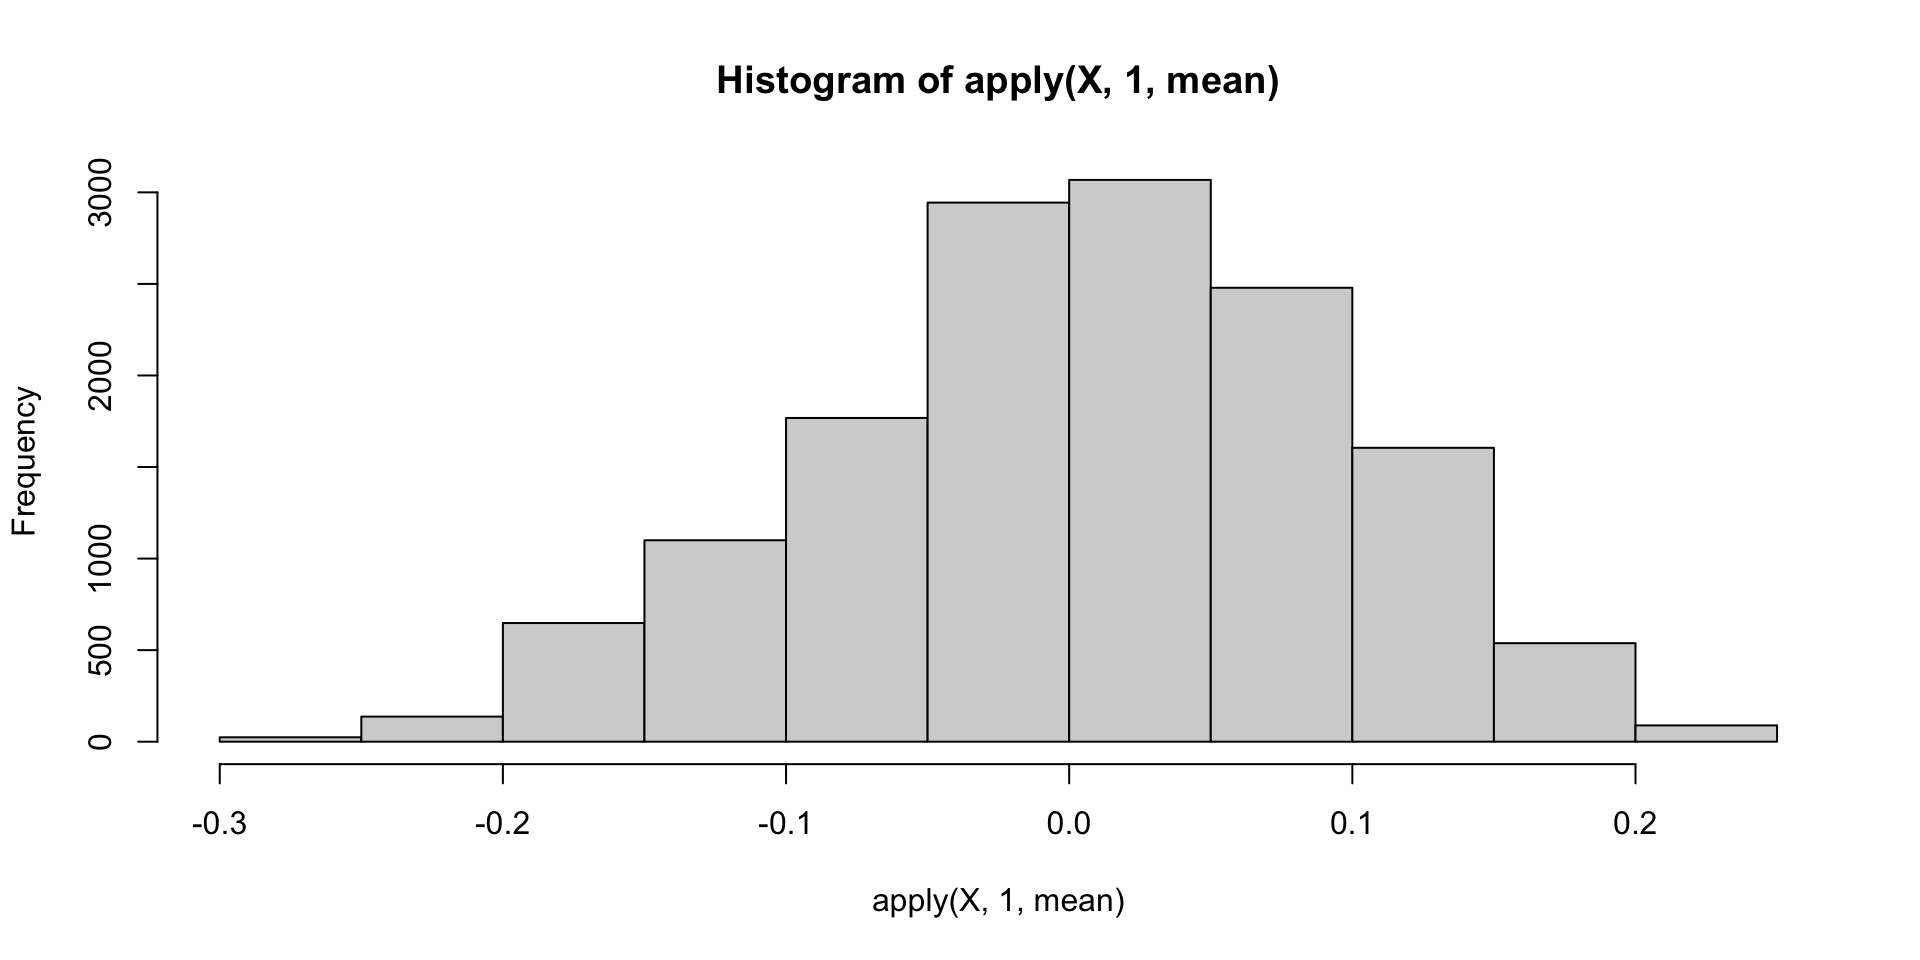 Histogram of apply(X, 1, mean)
Frequency
3000
2000
1000
500
0
-0.3 -0.2 -0.1 0.0 0.1 0.2
apply(X, 1, mean)